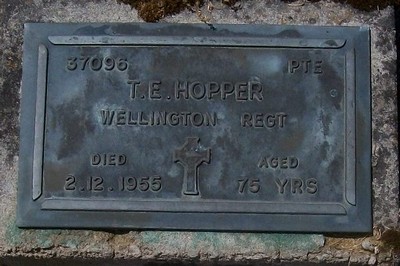 37096 PTE
T.E. HOPPER
WELLINGTON REGT
DIED AGED
2.12.1955 75 YRS